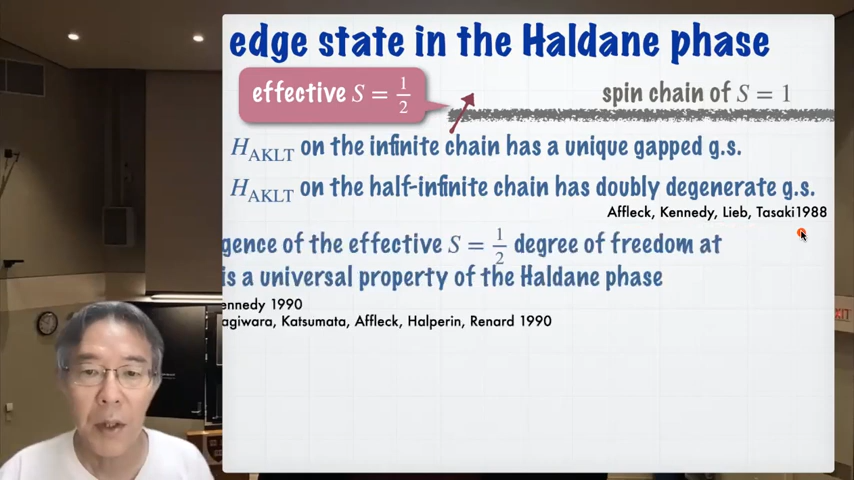 edge state in the Haldane phase
effective S = 1/2
spin chain of S = 1
H_AKLT on the infinite chain has a unique gapped g.s.
H_AKLT on the half-infinite chain has doubly degenerate g.s.
Affleck, Kennedy, Lieb, Tasaki1988
gence of the effective S = 1/2 degree of freedom at
is a universal property of the Haldane phase
ennedy 1990
agiwara, Katsumata, Affleck, Halperin, Renard 1990